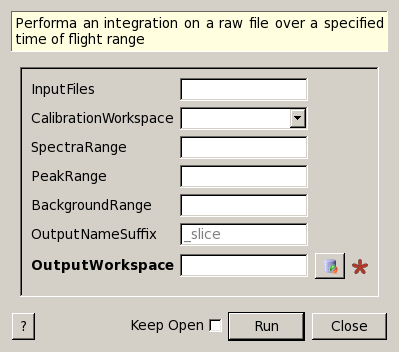 Performa an integration on a raw file over a specified
time of flight range
InputFiles
CalibrationWorkspace
SpectraRange
PeakRange
BackgroundRange
OutputNameSuffix _slice
OutputWorkspace
? Keep Open Run Close